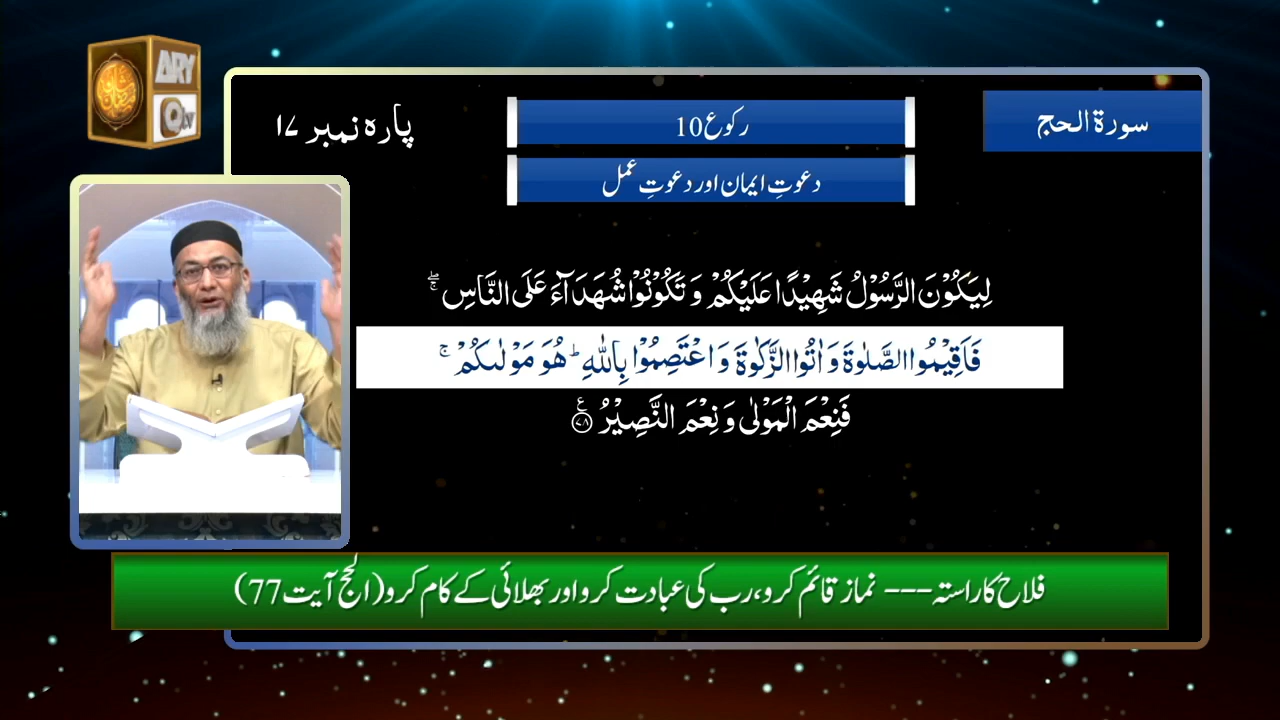 ARY
Qtv
سورۃ الحج
رکوع 10
پارہ نمبر ۱۷
دعوتِ ایمان اور دعوتِ عمل
لِیَكُوْنَ الرَّسُوْلُ شَهِیْدًا عَلَیْكُمْ وَ تَكُوْنُوْا شُهَدَآءَ عَلَى النَّاسِ ۚۖ
فَاَقِیْمُوا الصَّلٰوةَ وَ اٰتُوا الزَّكٰوةَ وَ اعْتَصِمُوْا بِاللّٰهِ ؕ هُوَ مَوْلٰىكُمْ ۚ
فَنِعْمَ الْمَوْلٰى وَ نِعْمَ النَّصِیْرُ ۠ ﴿۷۸﴾
فلاح کا راستہ --- نماز قائم کرو، رب کی عبادت کرو اور بھلائی کے کام کرو (الحج آیت 77)